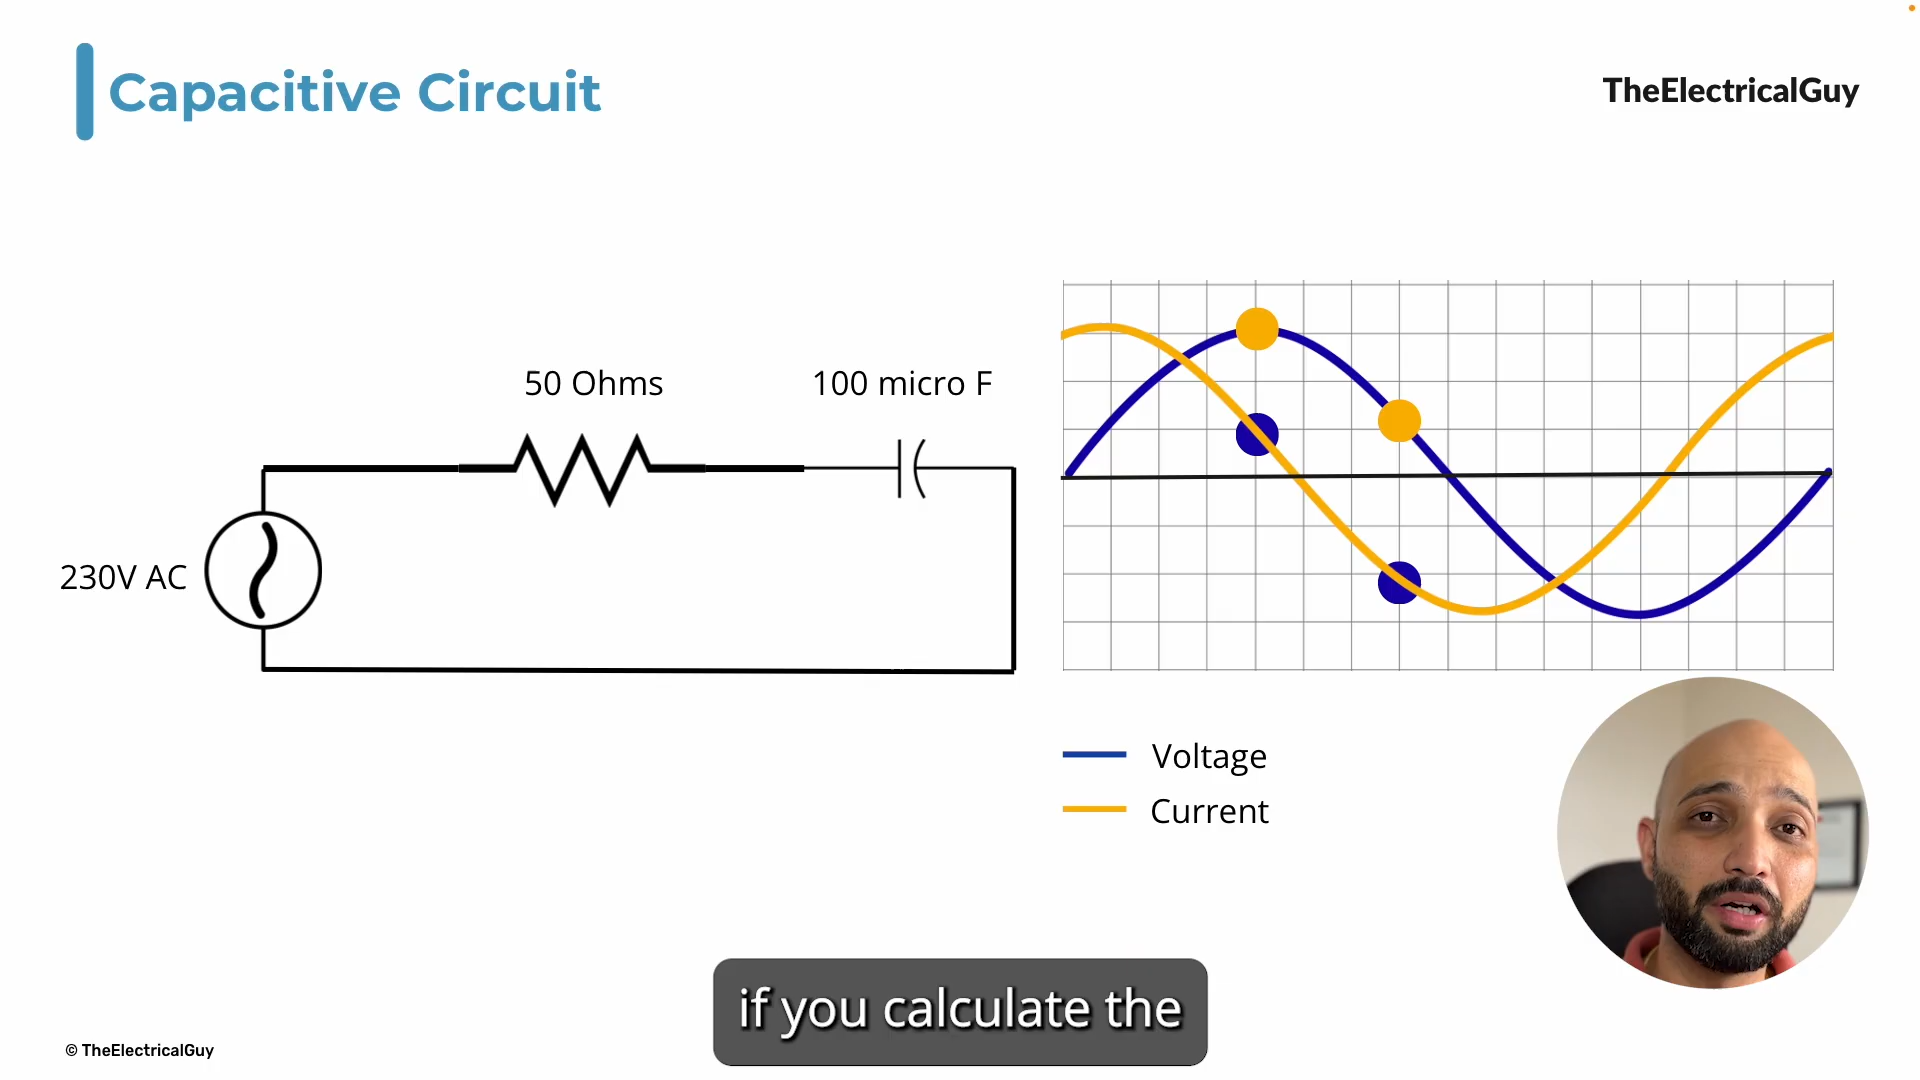 Capacitive Circuit
TheElectricalGuy
50 Ohms
100 micro F
230V AC
Voltage
Current
if you calculate the
© TheElectricalGuy